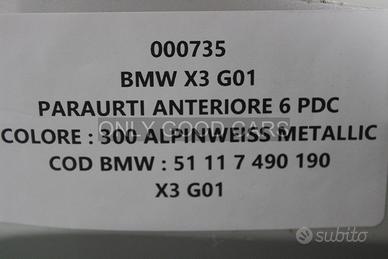 000735
BMW X3 G01
PARAURTI ANTERIORE 6 PDC
ONLY GOOD CARS
COLORE : 300 ALPINWEISS METALLIC
COD BMW : 51 11 7 490 190
X3 G01
subito